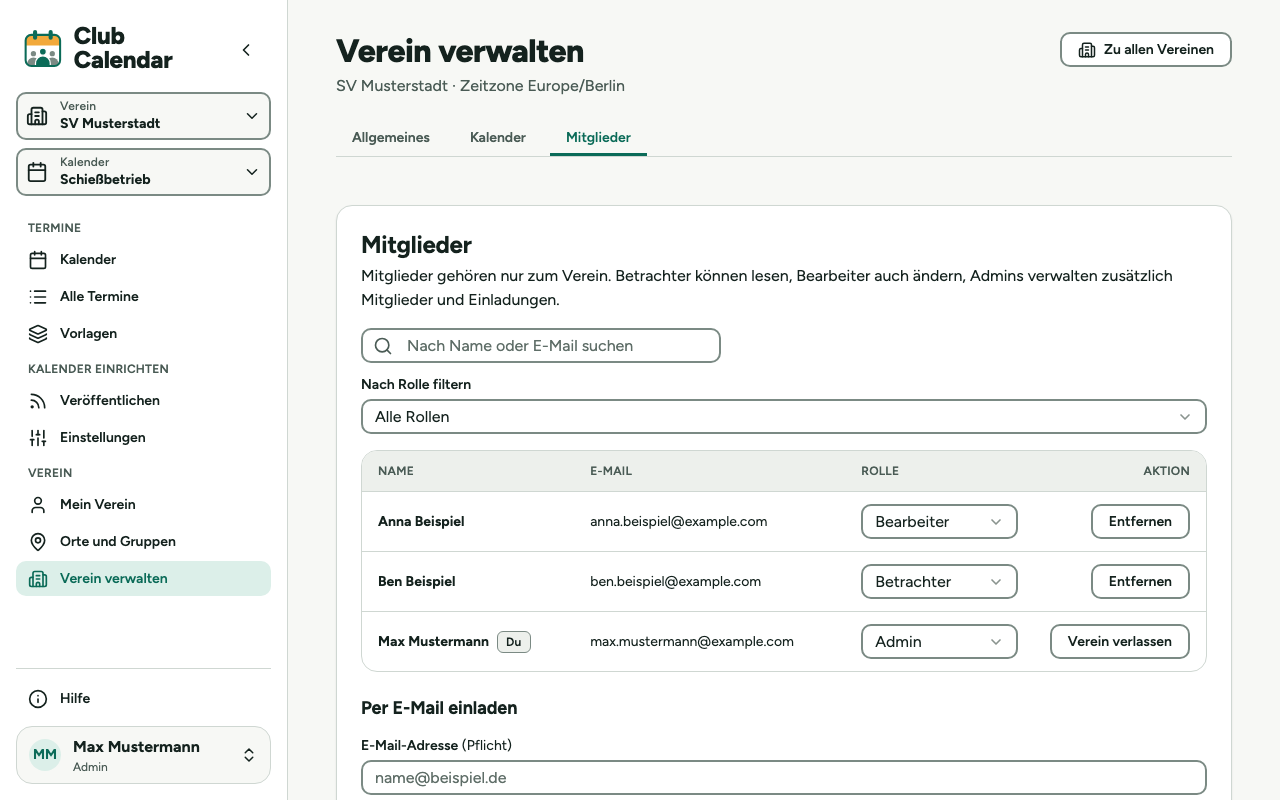 Club
Calendar
Verein
SV Musterstadt
Kalender
Schießbetrieb
TERMINE
Kalender
Alle Termine
Vorlagen
KALENDER EINRICHTEN
Veröffentlichen
Einstellungen
VEREIN
Mein Verein
Orte und Gruppen
Verein verwalten
Hilfe
MM
Max Mustermann
Admin
Verein verwalten
Zu allen Vereinen
SV Musterstadt · Zeitzone Europe/Berlin
Allgemeines Kalender Mitglieder
Mitglieder
Mitglieder gehören nur zum Verein. Betrachter können lesen, Bearbeiter auch ändern, Admins verwalten zusätzlich
Mitglieder und Einladungen.
Nach Name oder E-Mail suchen
Nach Rolle filtern
Alle Rollen
NAME E-MAIL ROLLE AKTION
Anna Beispiel anna.beispiel@example.com Bearbeiter Entfernen
Ben Beispiel ben.beispiel@example.com Betrachter Entfernen
Max Mustermann Du max.mustermann@example.com Admin Verein verlassen
Per E-Mail einladen
E-Mail-Adresse (Pflicht)
name@beispiel.de